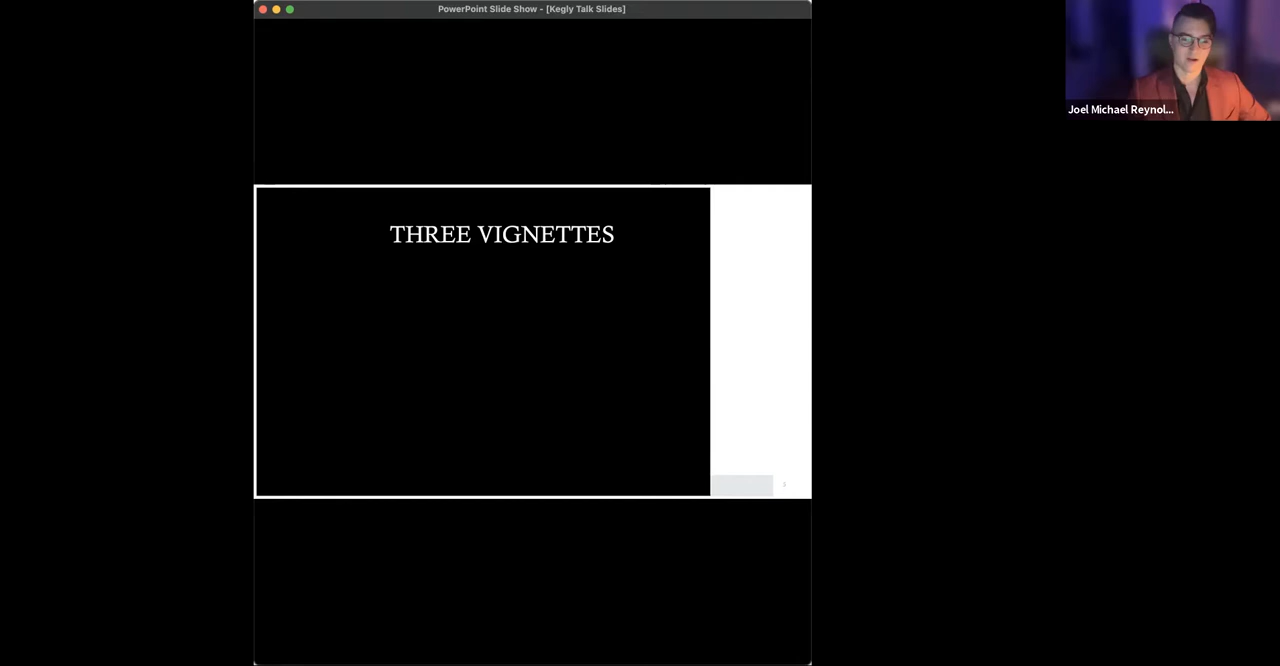 PowerPoint Slide Show - [Kegly Talk Slides]
Joel Michael Reynol...
THREE VIGNETTES